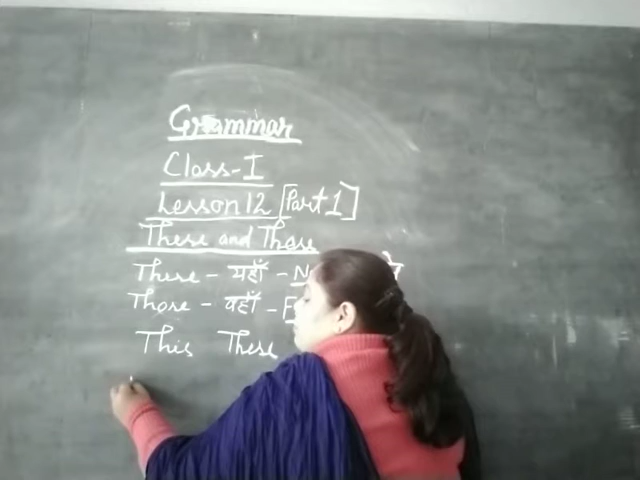 Grammar
Class-I
Lesson 12 [Part 1]
These and Those
These - यहाँ -
Those - वहाँ -
This These